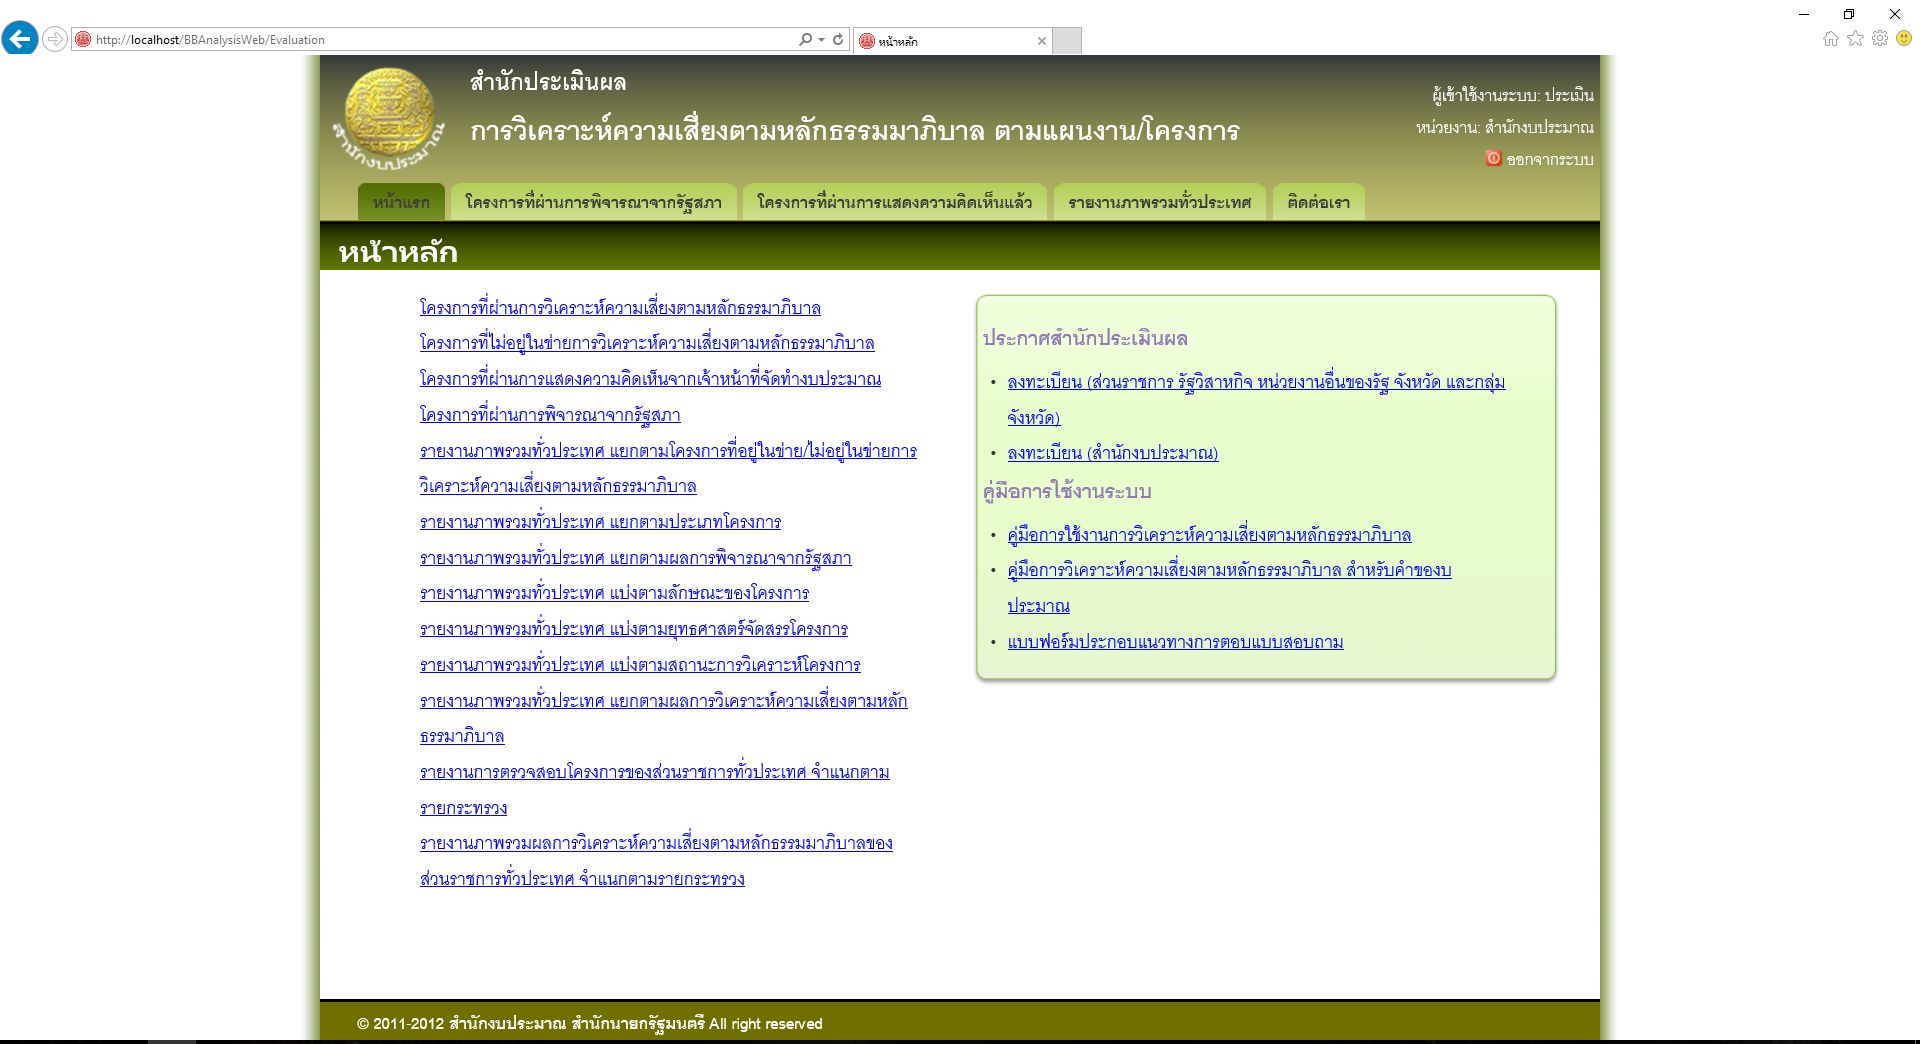 http://localhost/BBAnalysisWeb/Evaluation
หน้าหลัก
สำนักงบประมาณ
สำนักประเมินผล
การวิเคราะห์ความเสี่ยงตามหลักธรรมมาภิบาล ตามแผนงาน/โครงการ
ผู้เข้าใช้งานระบบ: ประเมิน
หน่วยงาน: สำนักงบประมาณ
ออกจากระบบ
หน้าแรก
โครงการที่ผ่านการพิจารณาจากรัฐสภา
โครงการที่ผ่านการแสดงความคิดเห็นแล้ว
รายงานภาพรวมทั่วประเทศ
ติดต่อเรา
หน้าหลัก
โครงการที่ผ่านการวิเคราะห์ความเสี่ยงตามหลักธรรมาภิบาล
โครงการที่ไม่อยู่ในข่ายการวิเคราะห์ความเสี่ยงตามหลักธรรมาภิบาล
โครงการที่ผ่านการแสดงความคิดเห็นจากเจ้าหน้าที่จัดทำงบประมาณ
โครงการที่ผ่านการพิจารณาจากรัฐสภา
รายงานภาพรวมทั่วประเทศ แยกตามโครงการที่อยู่ในข่าย/ไม่อยู่ในข่ายการ
วิเคราะห์ความเสี่ยงตามหลักธรรมาภิบาล
รายงานภาพรวมทั่วประเทศ แยกตามประเภทโครงการ
รายงานภาพรวมทั่วประเทศ แยกตามผลการพิจารณาจากรัฐสภา
รายงานภาพรวมทั่วประเทศ แบ่งตามลักษณะของโครงการ
รายงานภาพรวมทั่วประเทศ แบ่งตามยุทธศาสตร์จัดสรรโครงการ
รายงานภาพรวมทั่วประเทศ แบ่งตามสถานะการวิเคราะห์โครงการ
รายงานภาพรวมทั่วประเทศ แยกตามผลการวิเคราะห์ความเสี่ยงตามหลัก
ธรรมาภิบาล
รายงานการตรวจสอบโครงการของส่วนราชการทั่วประเทศ จำแนกตาม
รายกระทรวง
รายงานภาพรวมผลการวิเคราะห์ความเสี่ยงตามหลักธรรมมาภิบาลของ
ส่วนราชการทั่วประเทศ จำแนกตามรายกระทรวง
ประกาศสำนักประเมินผล
• ลงทะเบียน (ส่วนราชการ รัฐวิสาหกิจ หน่วยงานอื่นของรัฐ จังหวัด และกลุ่ม
จังหวัด)
• ลงทะเบียน (สำนักงบประมาณ)
คู่มือการใช้งานระบบ
• คู่มือการใช้งานการวิเคราะห์ความเสี่ยงตามหลักธรรมาภิบาล
• คู่มือการวิเคราะห์ความเสี่ยงตามหลักธรรมาภิบาล สำหรับคำของบ
ประมาณ
• แบบฟอร์มประกอบแนวทางการตอบแบบสอบถาม
© 2011-2012 สำนักงบประมาณ สำนักนายกรัฐมนตรี All right reserved